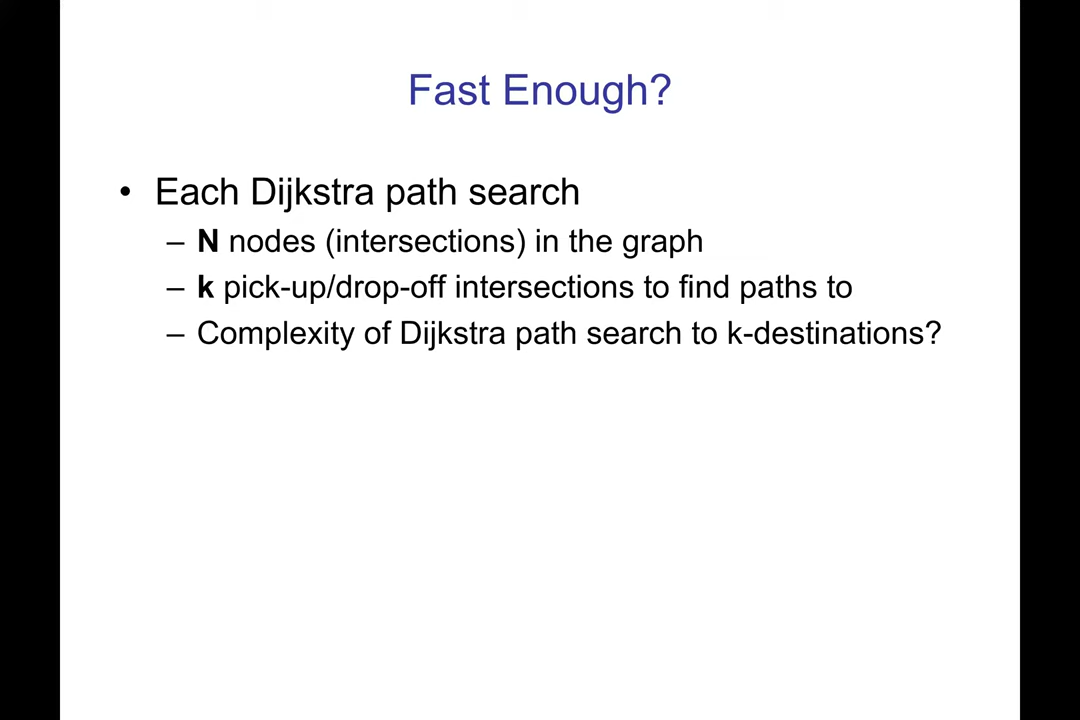 Fast Enough?
• Each Dijkstra path search
– N nodes (intersections) in the graph
– k pick-up/drop-off intersections to find paths to
– Complexity of Dijkstra path search to k-destinations?